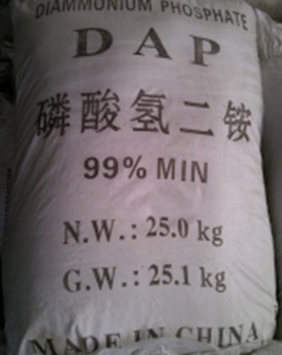 DIAMMONIUM PHOSPHATE
DAP
磷酸氢二铵
99% MIN
N.W.: 25.0 kg
G.W.: 25.1 kg
MADE IN CHINA